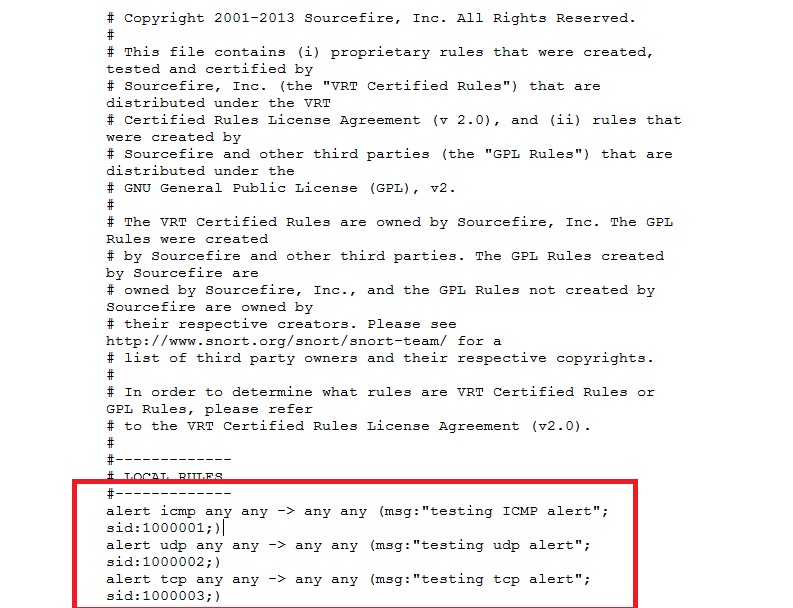 # Copyright 2001-2013 Sourcefire, Inc. All Rights Reserved.
#
# This file contains (i) proprietary rules that were created,
tested and certified by
# Sourcefire, Inc. (the "VRT Certified Rules") that are
distributed under the VRT
# Certified Rules License Agreement (v 2.0), and (ii) rules that
were created by
# Sourcefire and other third parties (the "GPL Rules") that are
distributed under the
# GNU General Public License (GPL), v2.
#
# The VRT Certified Rules are owned by Sourcefire, Inc. The GPL
Rules were created
# by Sourcefire and other third parties. The GPL Rules created
by Sourcefire are
# owned by Sourcefire, Inc., and the GPL Rules not created by
Sourcefire are owned by
# their respective creators. Please see
http://www.snort.org/snort/snort-team/ for a
# list of third party owners and their respective copyrights.
#
# In order to determine what rules are VRT Certified Rules or
GPL Rules, please refer
# to the VRT Certified Rules License Agreement (v2.0).
#
#-------------
# LOCAL RULES
#-------------
alert icmp any any -> any any (msg:"testing ICMP alert";
sid:1000001;)
alert udp any any -> any any (msg:"testing udp alert";
sid:1000002;)
alert tcp any any -> any any (msg:"testing tcp alert";
sid:1000003;)